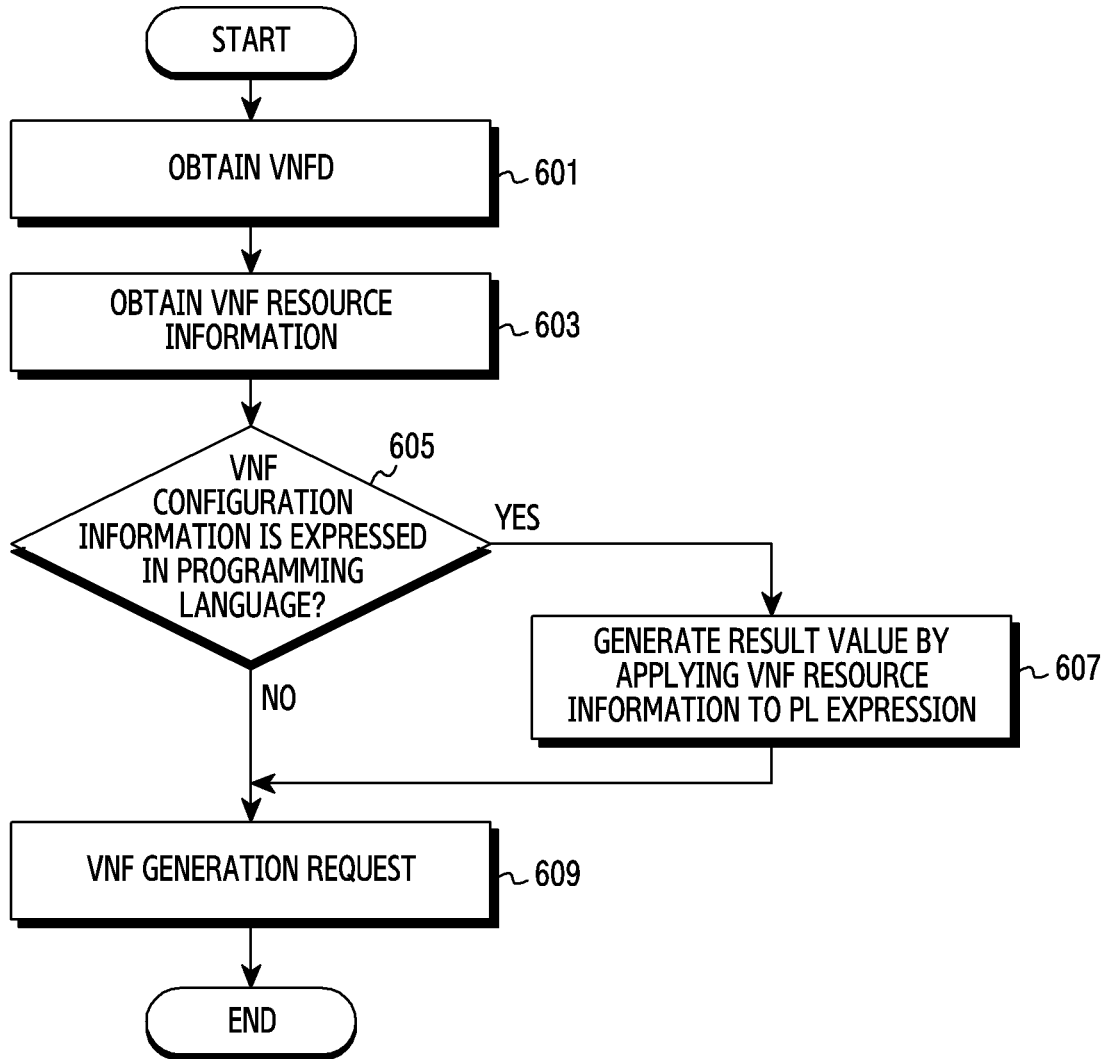 START
OBTAIN VNFD
601
OBTAIN VNF RESOURCE
INFORMATION
603
605
VNF
CONFIGURATION
INFORMATION IS EXPRESSED
IN PROGRAMMING
LANGUAGE?
YES
NO
GENERATE RESULT VALUE BY
APPLYING VNF RESOURCE
INFORMATION TO PL EXPRESSION
607
VNF GENERATION REQUEST
609
END